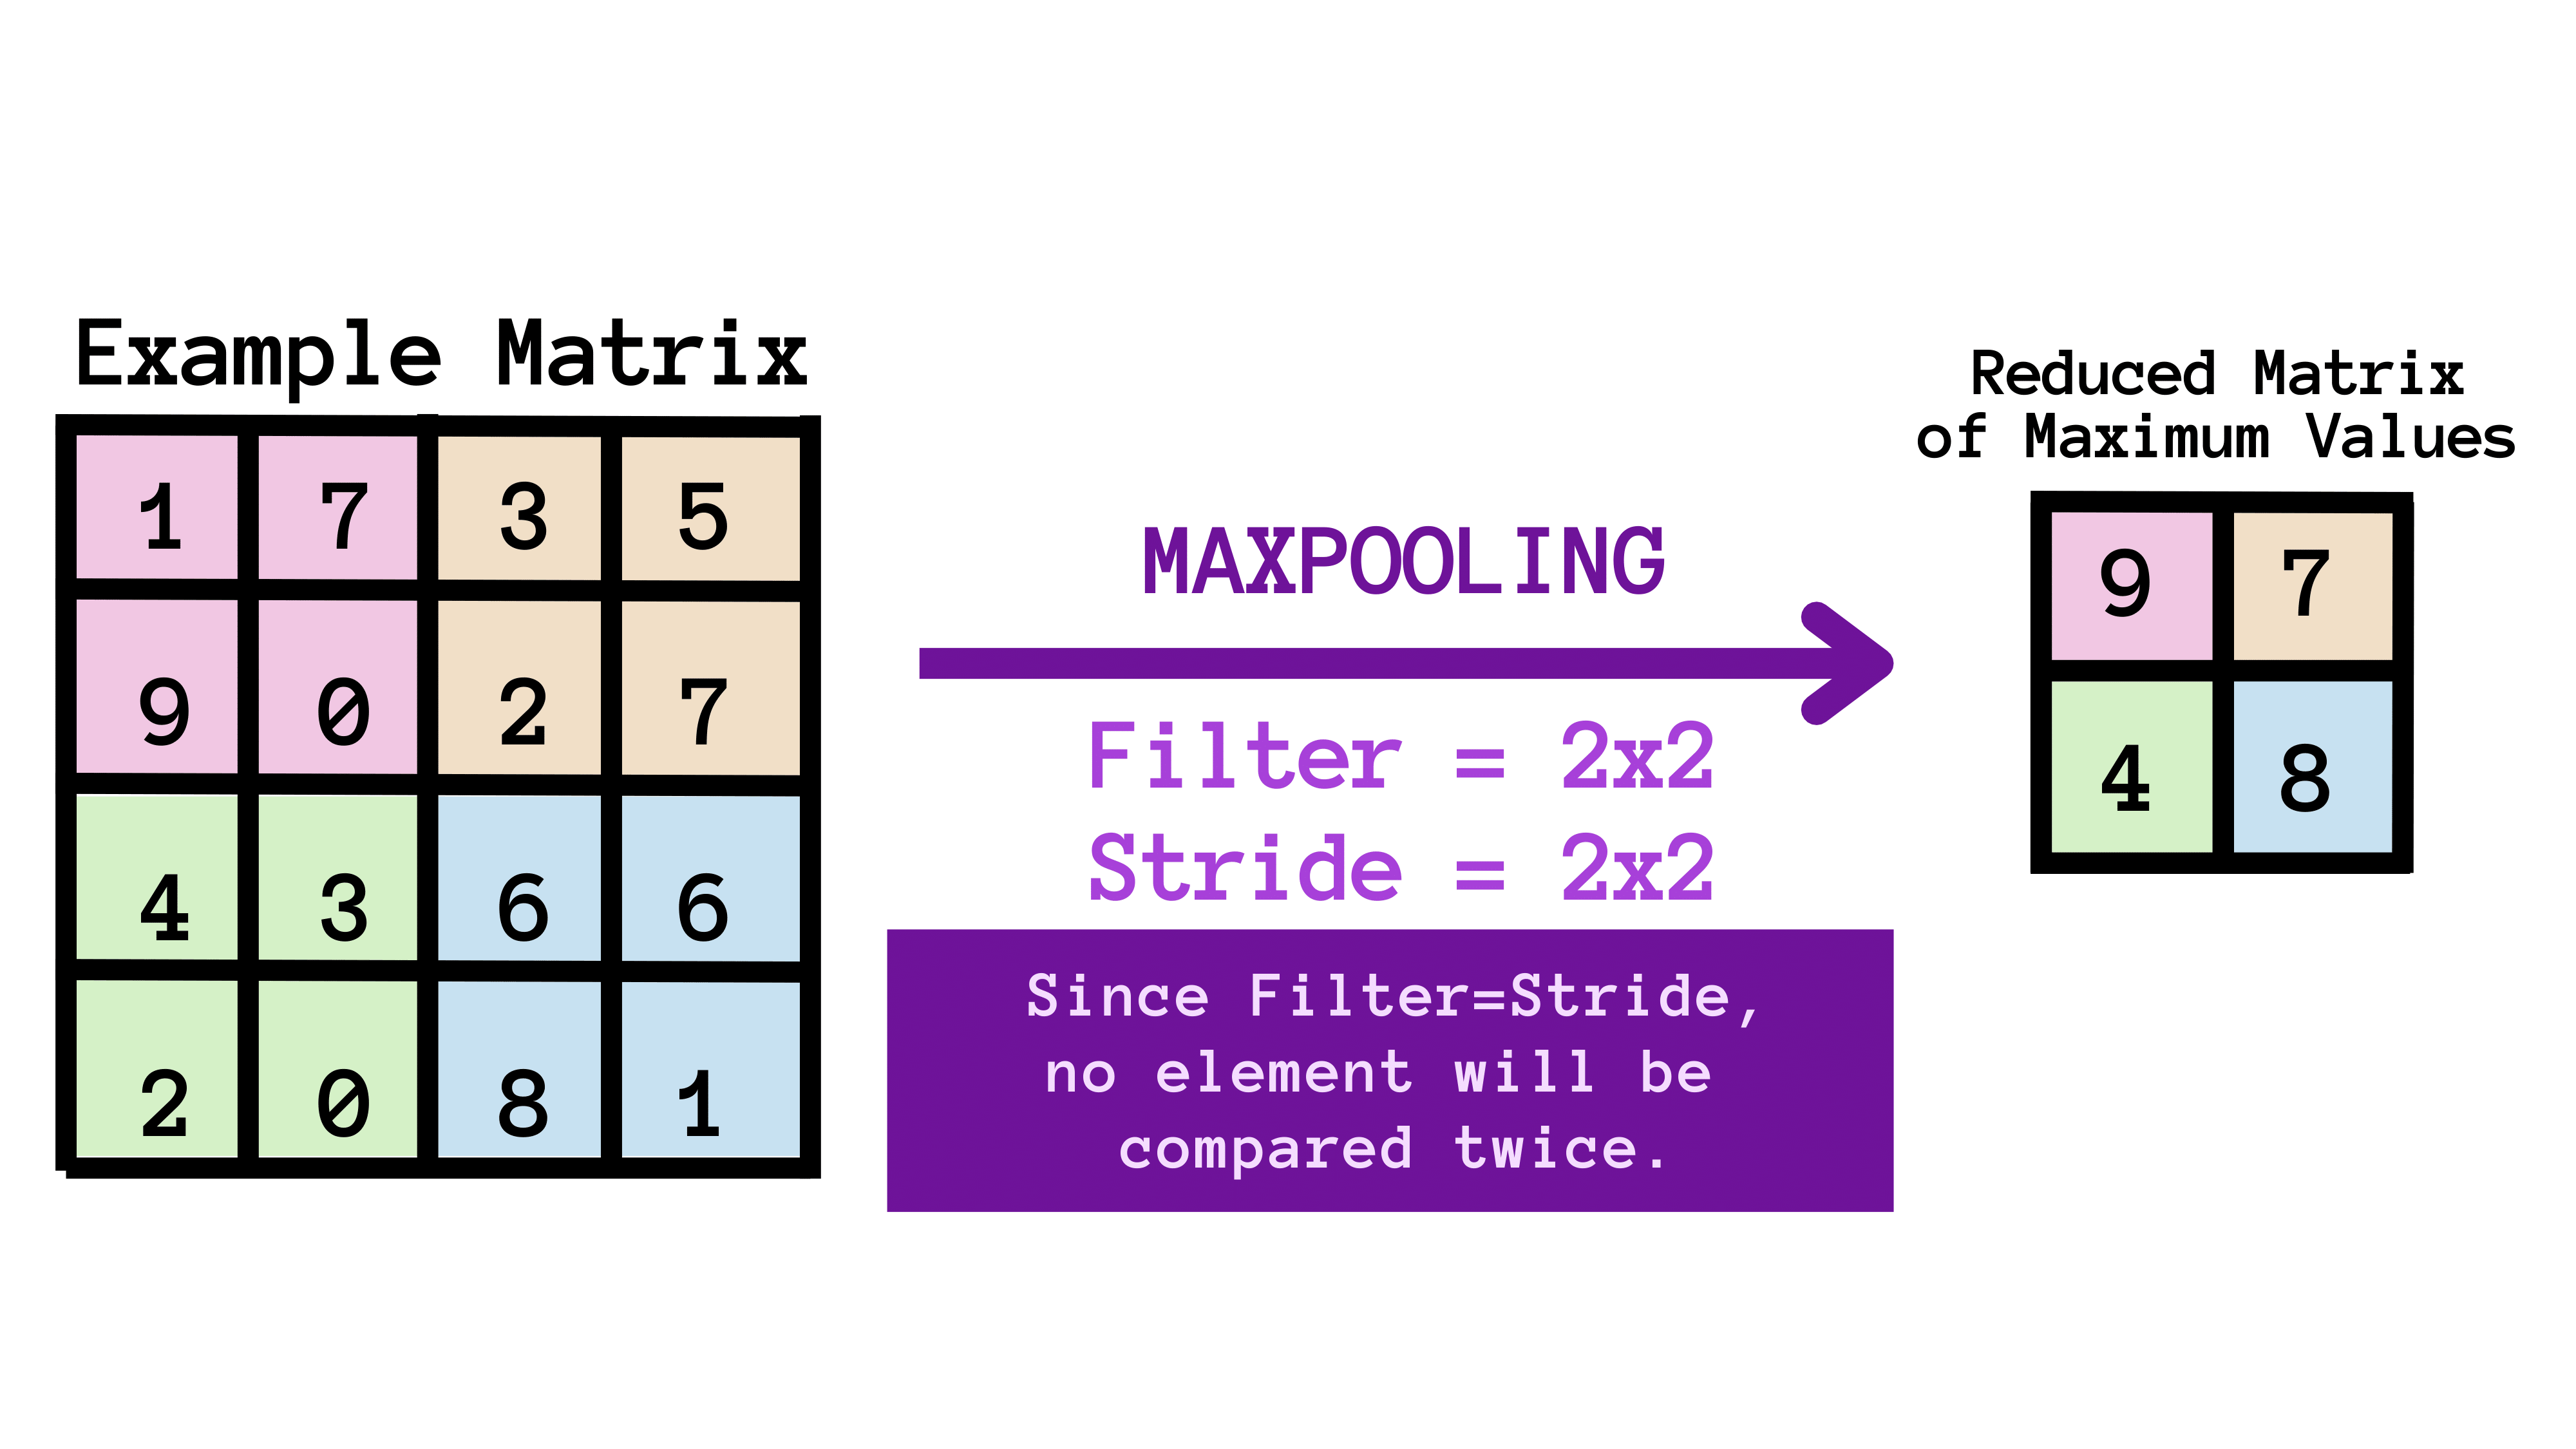 Example Matrix
1 7 3 5
9 0 2 7
4 3 6 6
2 0 8 1
MAXPOOLING
Filter = 2x2
Stride = 2x2
Since Filter=Stride,
no element will be
compared twice.
Reduced Matrix
of Maximum Values
9 7
4 8